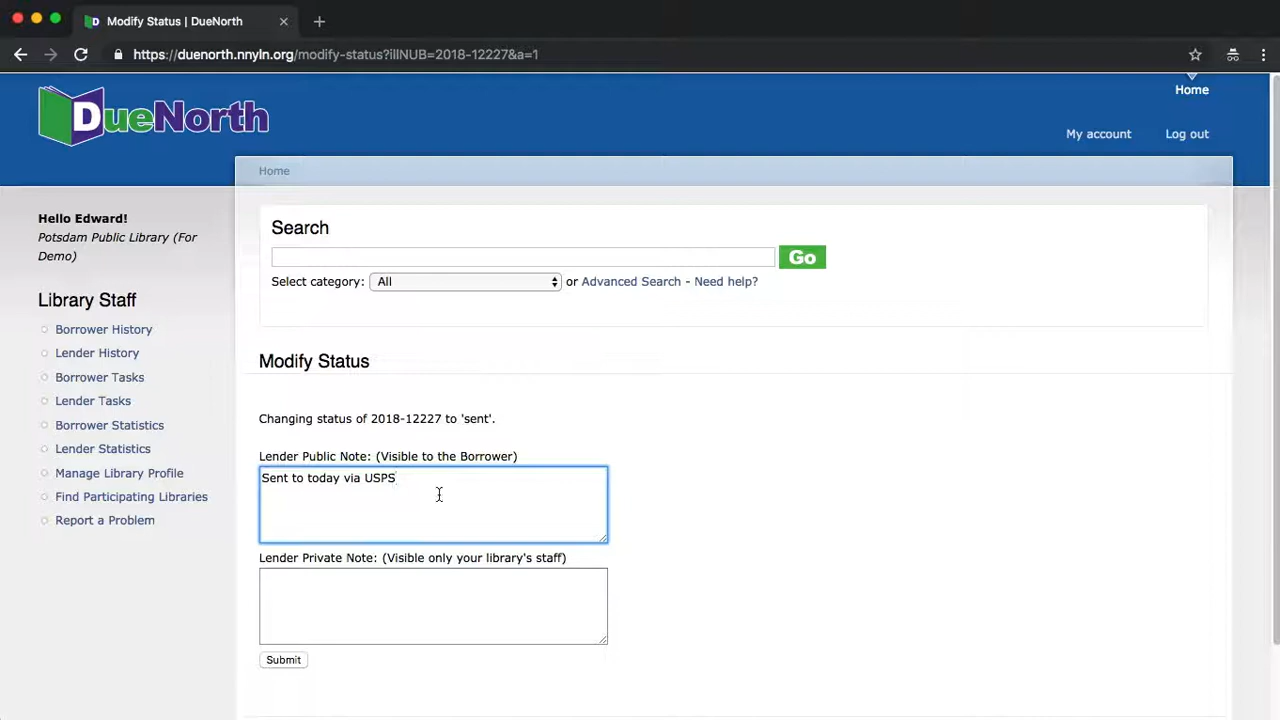 Modify Status | DueNorth
https://duenorth.nnyln.org/modify-status?illNUB=2018-12227&a=1
Home
DueNorth
My account
Log out
Home
Hello Edward!
Potsdam Public Library (For
Demo)
Library Staff
Borrower History
Lender History
Borrower Tasks
Lender Tasks
Borrower Statistics
Lender Statistics
Manage Library Profile
Find Participating Libraries
Report a Problem
Search
Go
Select category:
All
or Advanced Search - Need help?
Modify Status
Changing status of 2018-12227 to 'sent'.
Lender Public Note: (Visible to the Borrower)
Sent to today via USPS
Lender Private Note: (Visible only your library's staff)
Submit